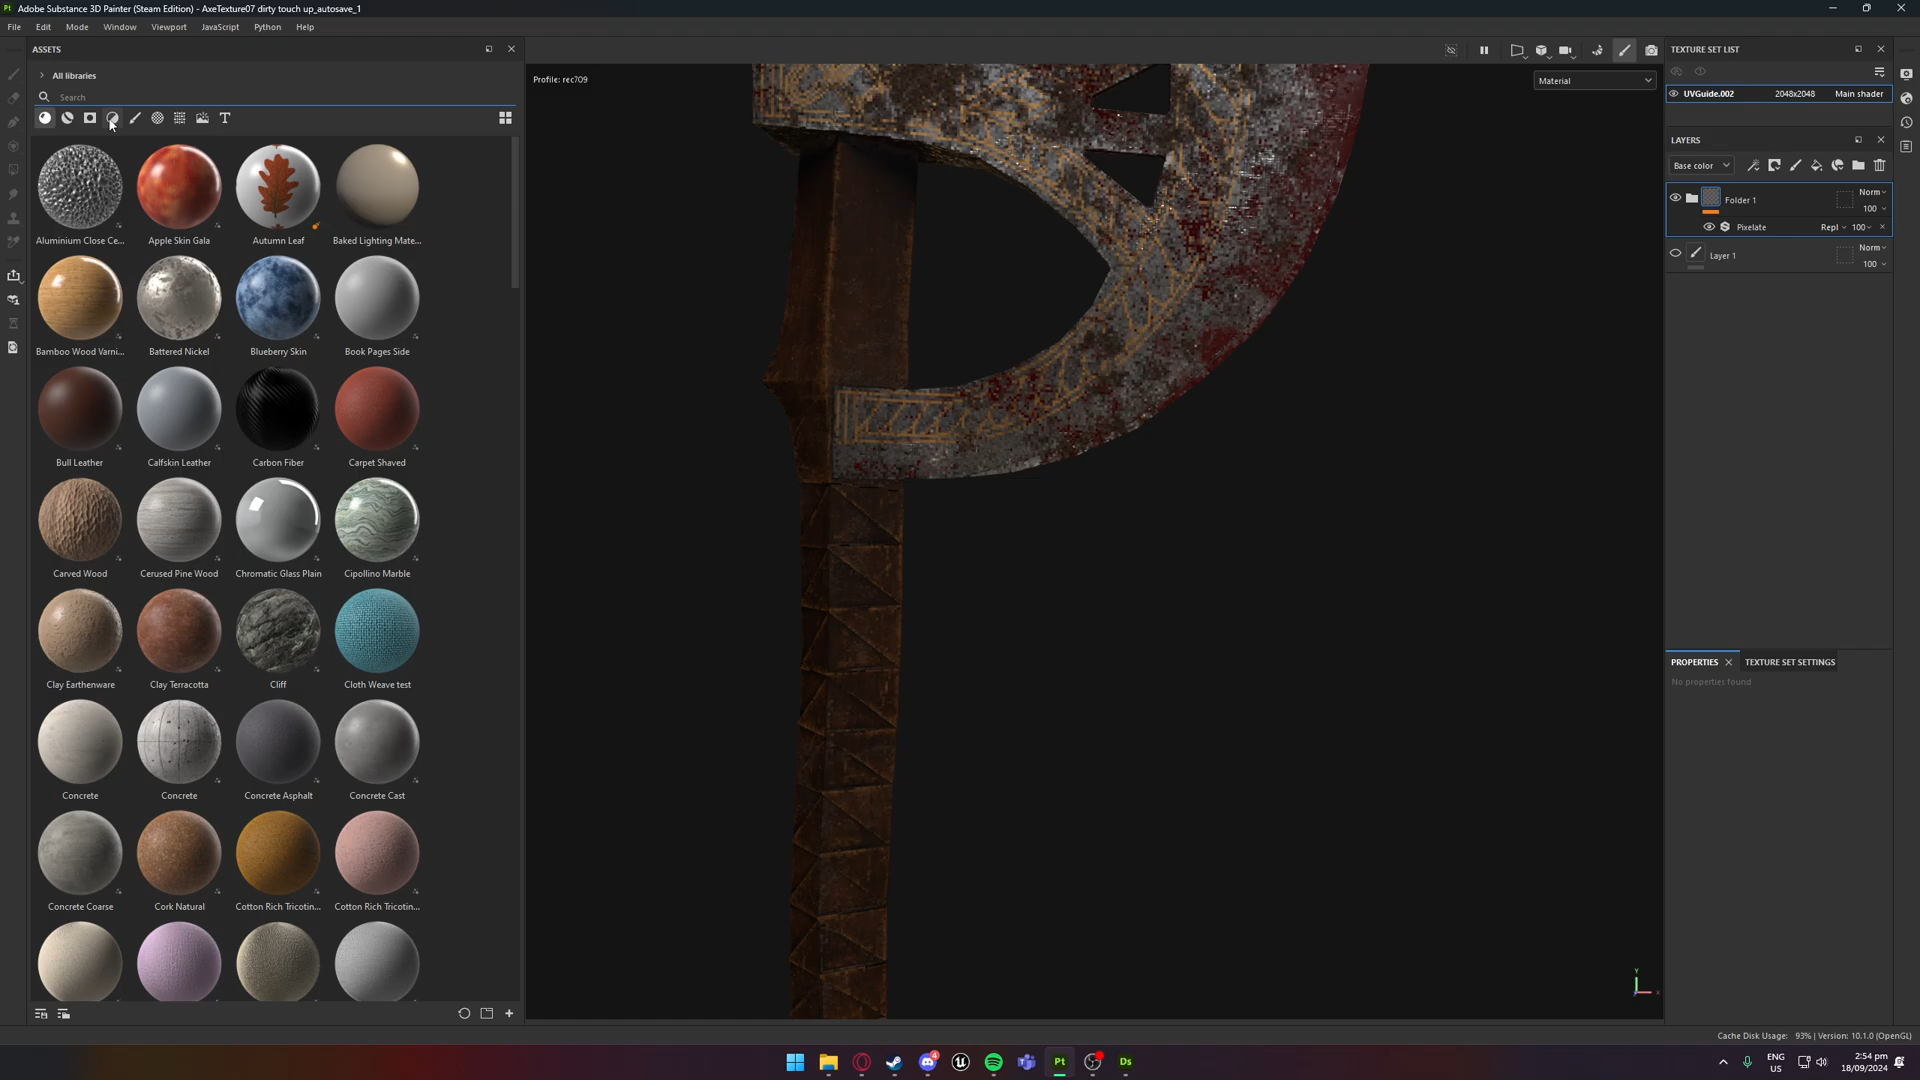 Adobe Substance 3D Painter (Steam Edition) - AxeTexture07 dirty touch up_autosave_1
File Edit Mode Window Viewport JavaScript Python Help
ASSETS
All libraries
Search
Aluminium Close Ce... Apple Skin Gala Autumn Leaf Baked Lighting Mate...
Bamboo Wood Varni... Battered Nickel Blueberry Skin Book Pages Side
Bull Leather Calfskin Leather Carbon Fiber Carpet Shaved
Carved Wood Cerused Pine Wood Chromatic Glass Plain Cipollino Marble
Clay Earthenware Clay Terracotta Cliff Cloth Weave test
Concrete Concrete Concrete Asphalt Concrete Cast
Concrete Coarse Cork Natural Cotton Rich Tricotin... Cotton Rich Tricotin...
Profile: rec709
Material
Y
X
TEXTURE SET LIST
UVGuide.002 2048x2048 Main shader
LAYERS
Base color
Folder 1 Norm
100
Pixelate Repl 100
Layer 1 Norm
100
PROPERTIES TEXTURE SET SETTINGS
No properties found
Cache Disk Usage: 93% | Version: 10.1.0 (OpenGL)
4
Pt
Ds
ENG
US
2:54 pm
18/09/2024